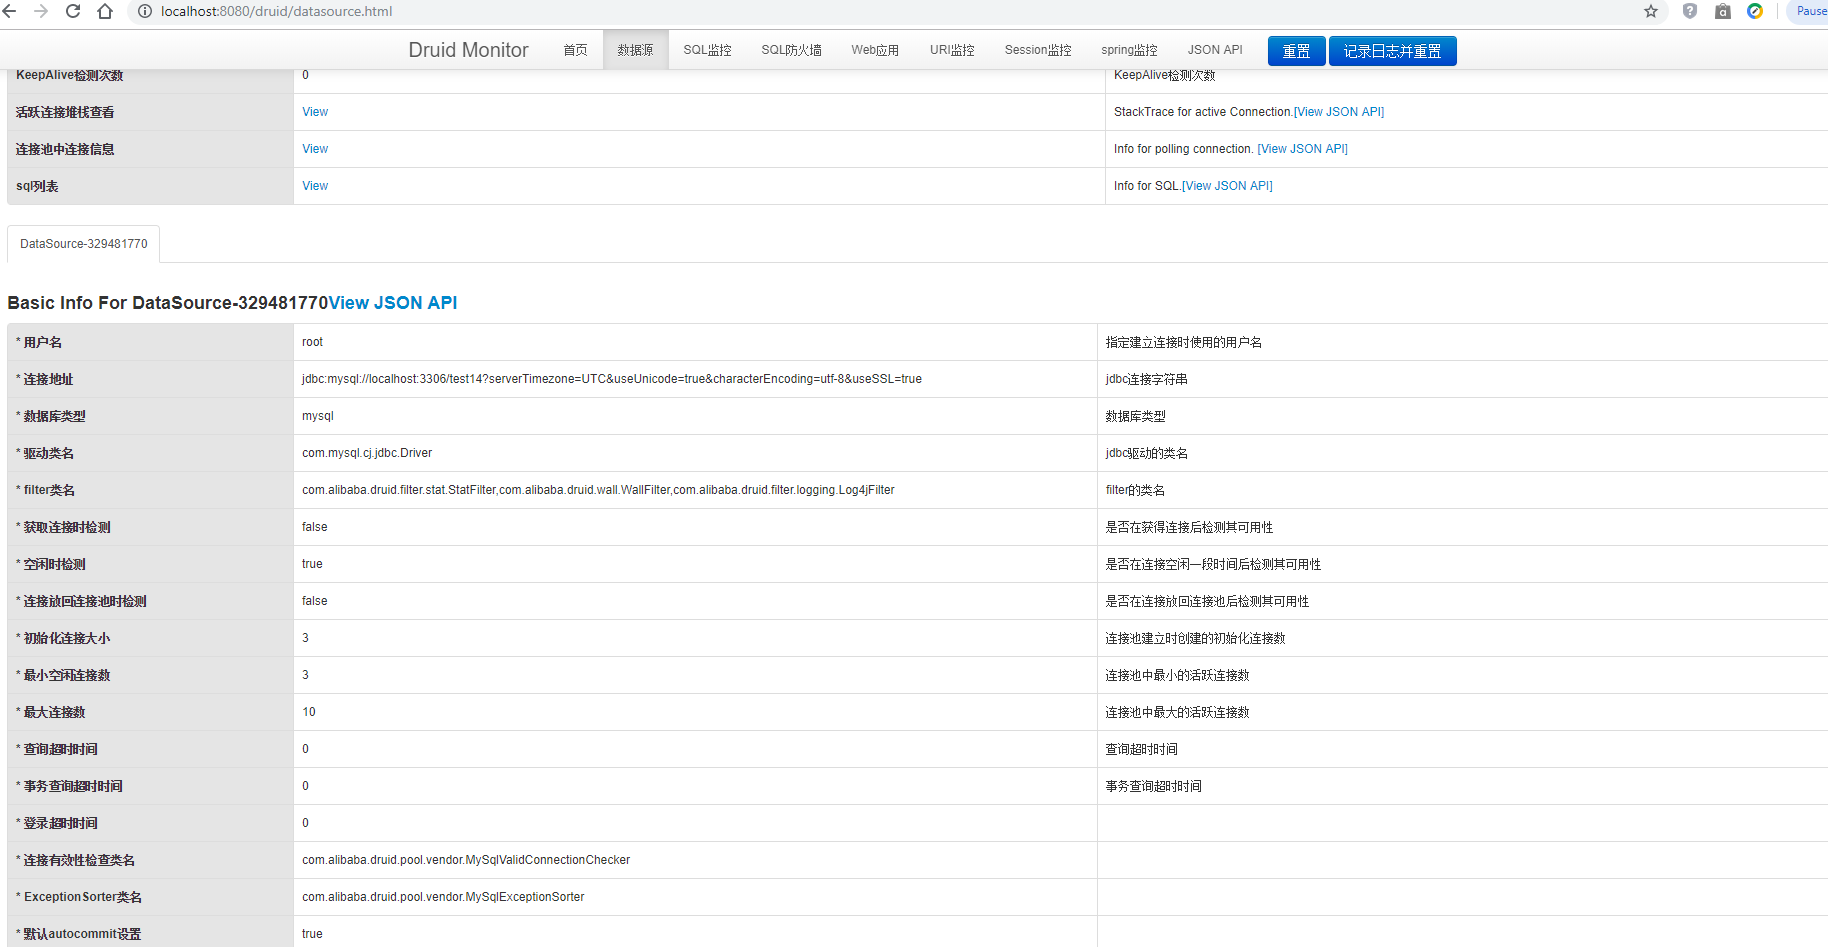 localhost:8080/druid/datasource.html
Pause
Druid Monitor 首页 数据源 SQL监控 SQL防火墙 Web应用 URI监控 Session监控 spring监控 JSON API 重置 记录日志并重置
KeepAlive检测次数 0 KeepAlive检测次数
活跃连接堆栈查看 View StackTrace for active Connection.[View JSON API]
连接池中连接信息 View Info for polling connection. [View JSON API]
sql列表 View Info for SQL.[View JSON API]
DataSource-329481770
Basic Info For DataSource-329481770View JSON API
* 用户名 root 指定建立连接时使用的用户名
* 连接地址 jdbc:mysql://localhost:3306/test14?serverTimezone=UTC&useUnicode=true&characterEncoding=utf-8&useSSL=true jdbc连接字符串
* 数据库类型 mysql 数据库类型
* 驱动类名 com.mysql.cj.jdbc.Driver jdbc驱动的类名
* filter类名 com.alibaba.druid.filter.stat.StatFilter,com.alibaba.druid.wall.WallFilter,com.alibaba.druid.filter.logging.Log4jFilter filter的类名
* 获取连接时检测 false 是否在获得连接后检测其可用性
* 空闲时检测 true 是否在连接空闲一段时间后检测其可用性
* 连接放回连接池时检测 false 是否在连接放回连接池后检测其可用性
* 初始化连接大小 3 连接池建立时创建的初始化连接数
* 最小空闲连接数 3 连接池中最小的活跃连接数
* 最大连接数 10 连接池中最大的活跃连接数
* 查询超时时间 0 查询超时时间
* 事务查询超时时间 0 事务查询超时时间
* 登录超时时间 0
* 连接有效性检查类名 com.alibaba.druid.pool.vendor.MySqlValidConnectionChecker
* ExceptionSorter类名 com.alibaba.druid.pool.vendor.MySqlExceptionSorter
* 默认autocommit设置 true